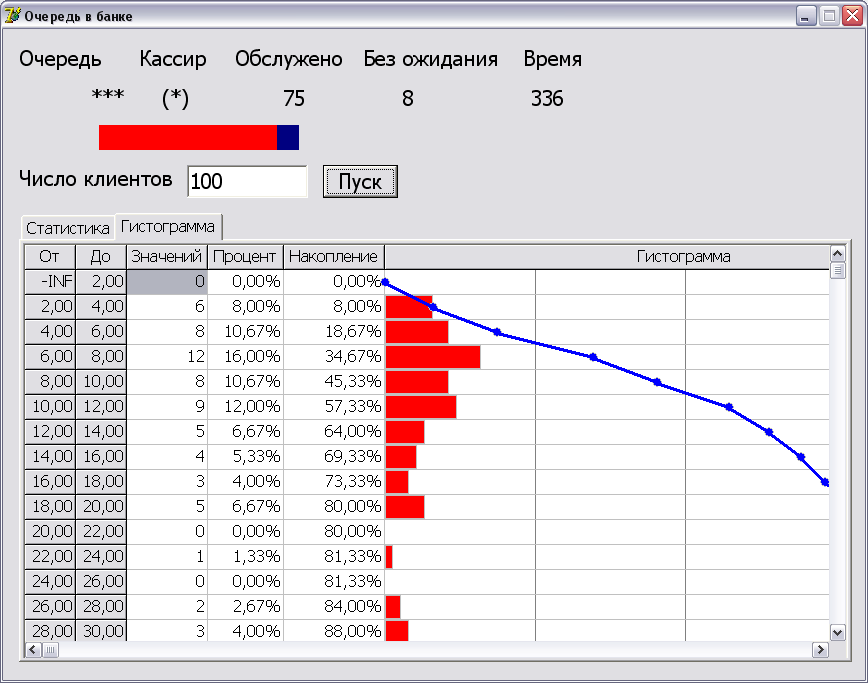 Очередь в банке
Очередь Кассир Обслужено Без ожидания Время
*** (*) 75 8 336
Число клиентов 100 Пуск
Статистика Гистограмма
От До Значений Процент Накопление Гистограмма
-INF 2,00 0 0,00% 0,00%
2,00 4,00 6 8,00% 8,00%
4,00 6,00 8 10,67% 18,67%
6,00 8,00 12 16,00% 34,67%
8,00 10,00 8 10,67% 45,33%
10,00 12,00 9 12,00% 57,33%
12,00 14,00 5 6,67% 64,00%
14,00 16,00 4 5,33% 69,33%
16,00 18,00 3 4,00% 73,33%
18,00 20,00 5 6,67% 80,00%
20,00 22,00 0 0,00% 80,00%
22,00 24,00 1 1,33% 81,33%
24,00 26,00 0 0,00% 81,33%
26,00 28,00 2 2,67% 84,00%
28,00 30,00 3 4,00% 88,00%